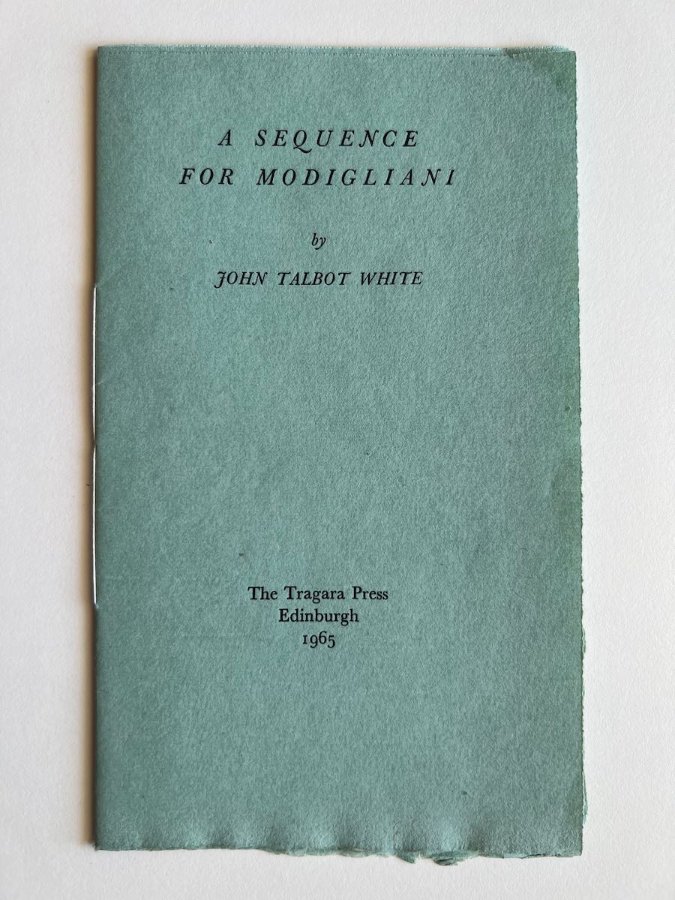 A SEQUENCE
FOR MODIGLIANI
by
JOHN TALBOT WHITE
The Tragara Press
Edinburgh
1965